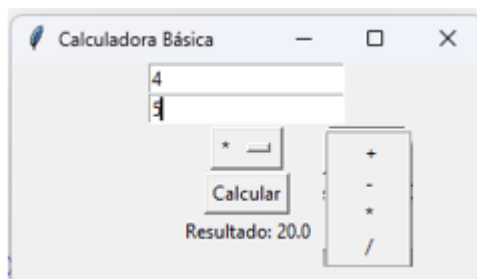 Calculadora Básica
4
5
*
Calcular
Resultado: 20.0
+
-
*
/